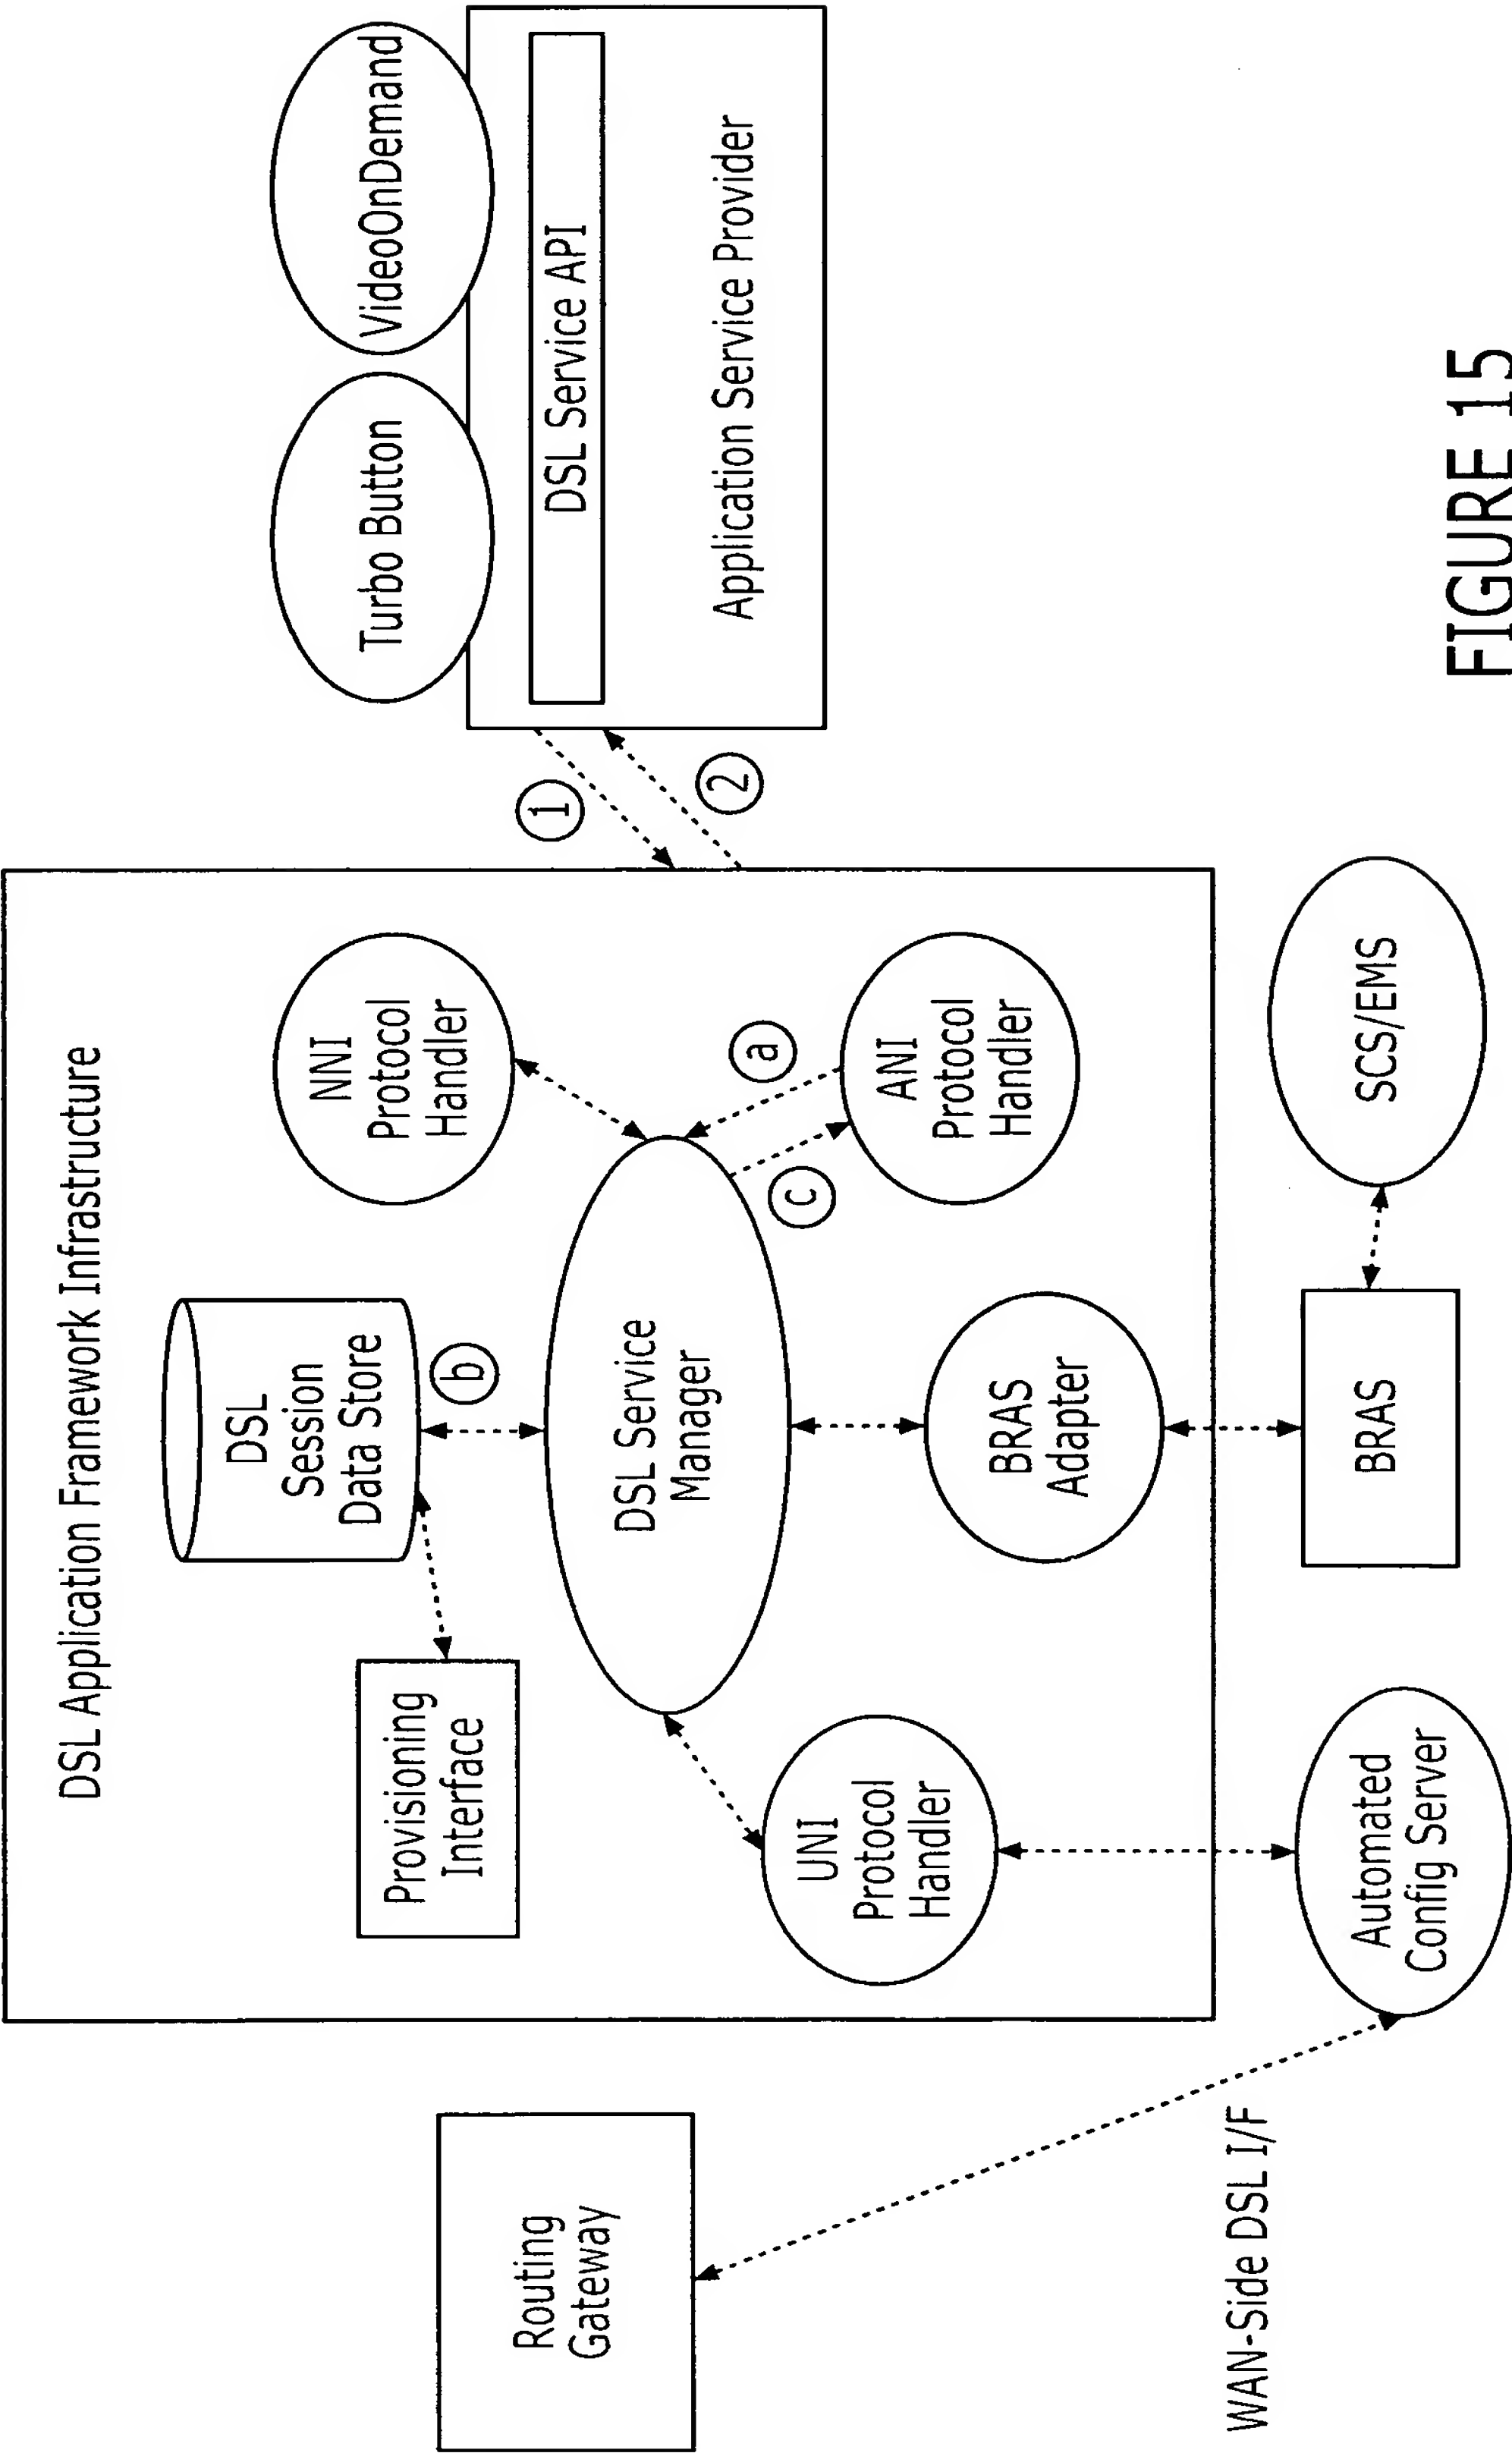 DSL Application Framework Infrastructure
Routing
Gateway
Provisioning
Interface
DSL
Session
Data Store
b
NNI
Protocol
Handler
DSL Service
Manager
UNI
Protocol
Handler
BRAS
Adapter
a
c
ANI
Protocol
Handler
1
2
Turbo Button
VideoOnDemand
DSL Service API
Application Service Provider
WAN-Side DSL I/F
Automated
Config Server
BRAS
SCS/EMS
FIGURE 15